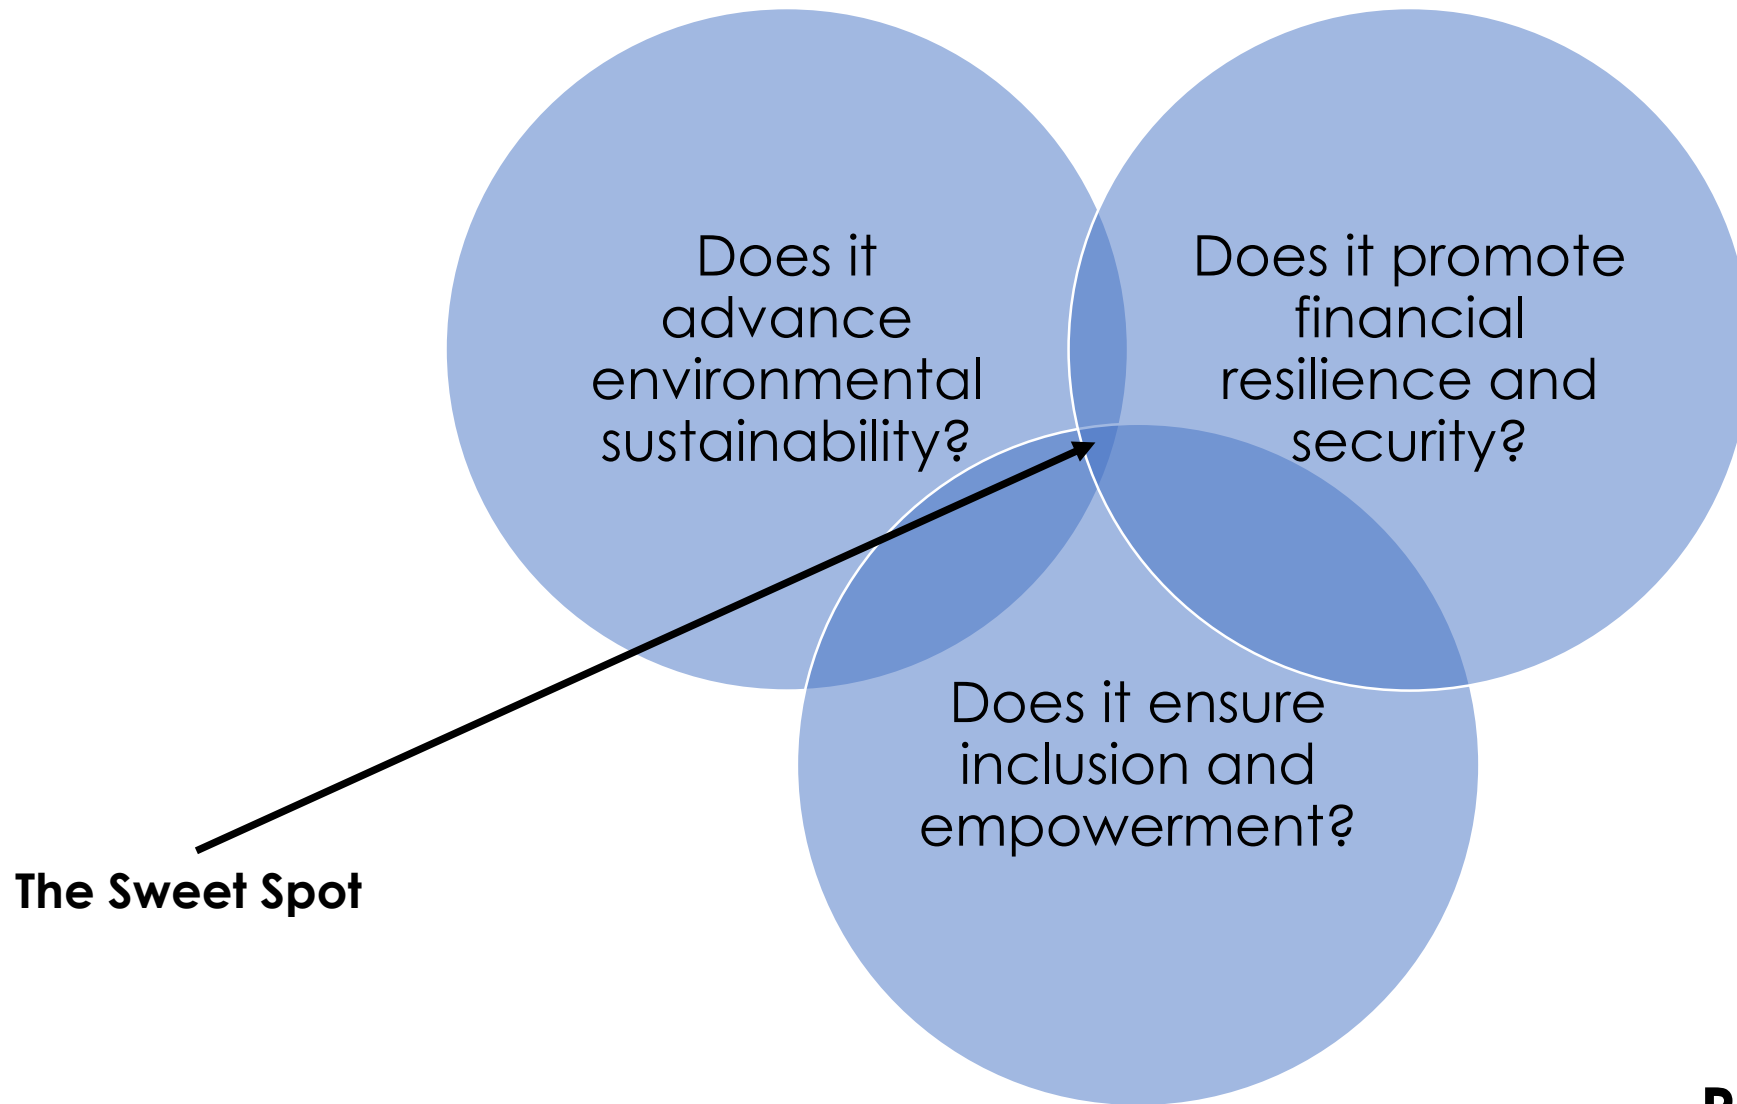 Does it
advance
environmental
sustainability?
Does it promote
financial
resilience and
security?
Does it ensure
inclusion and
empowerment?
The Sweet Spot